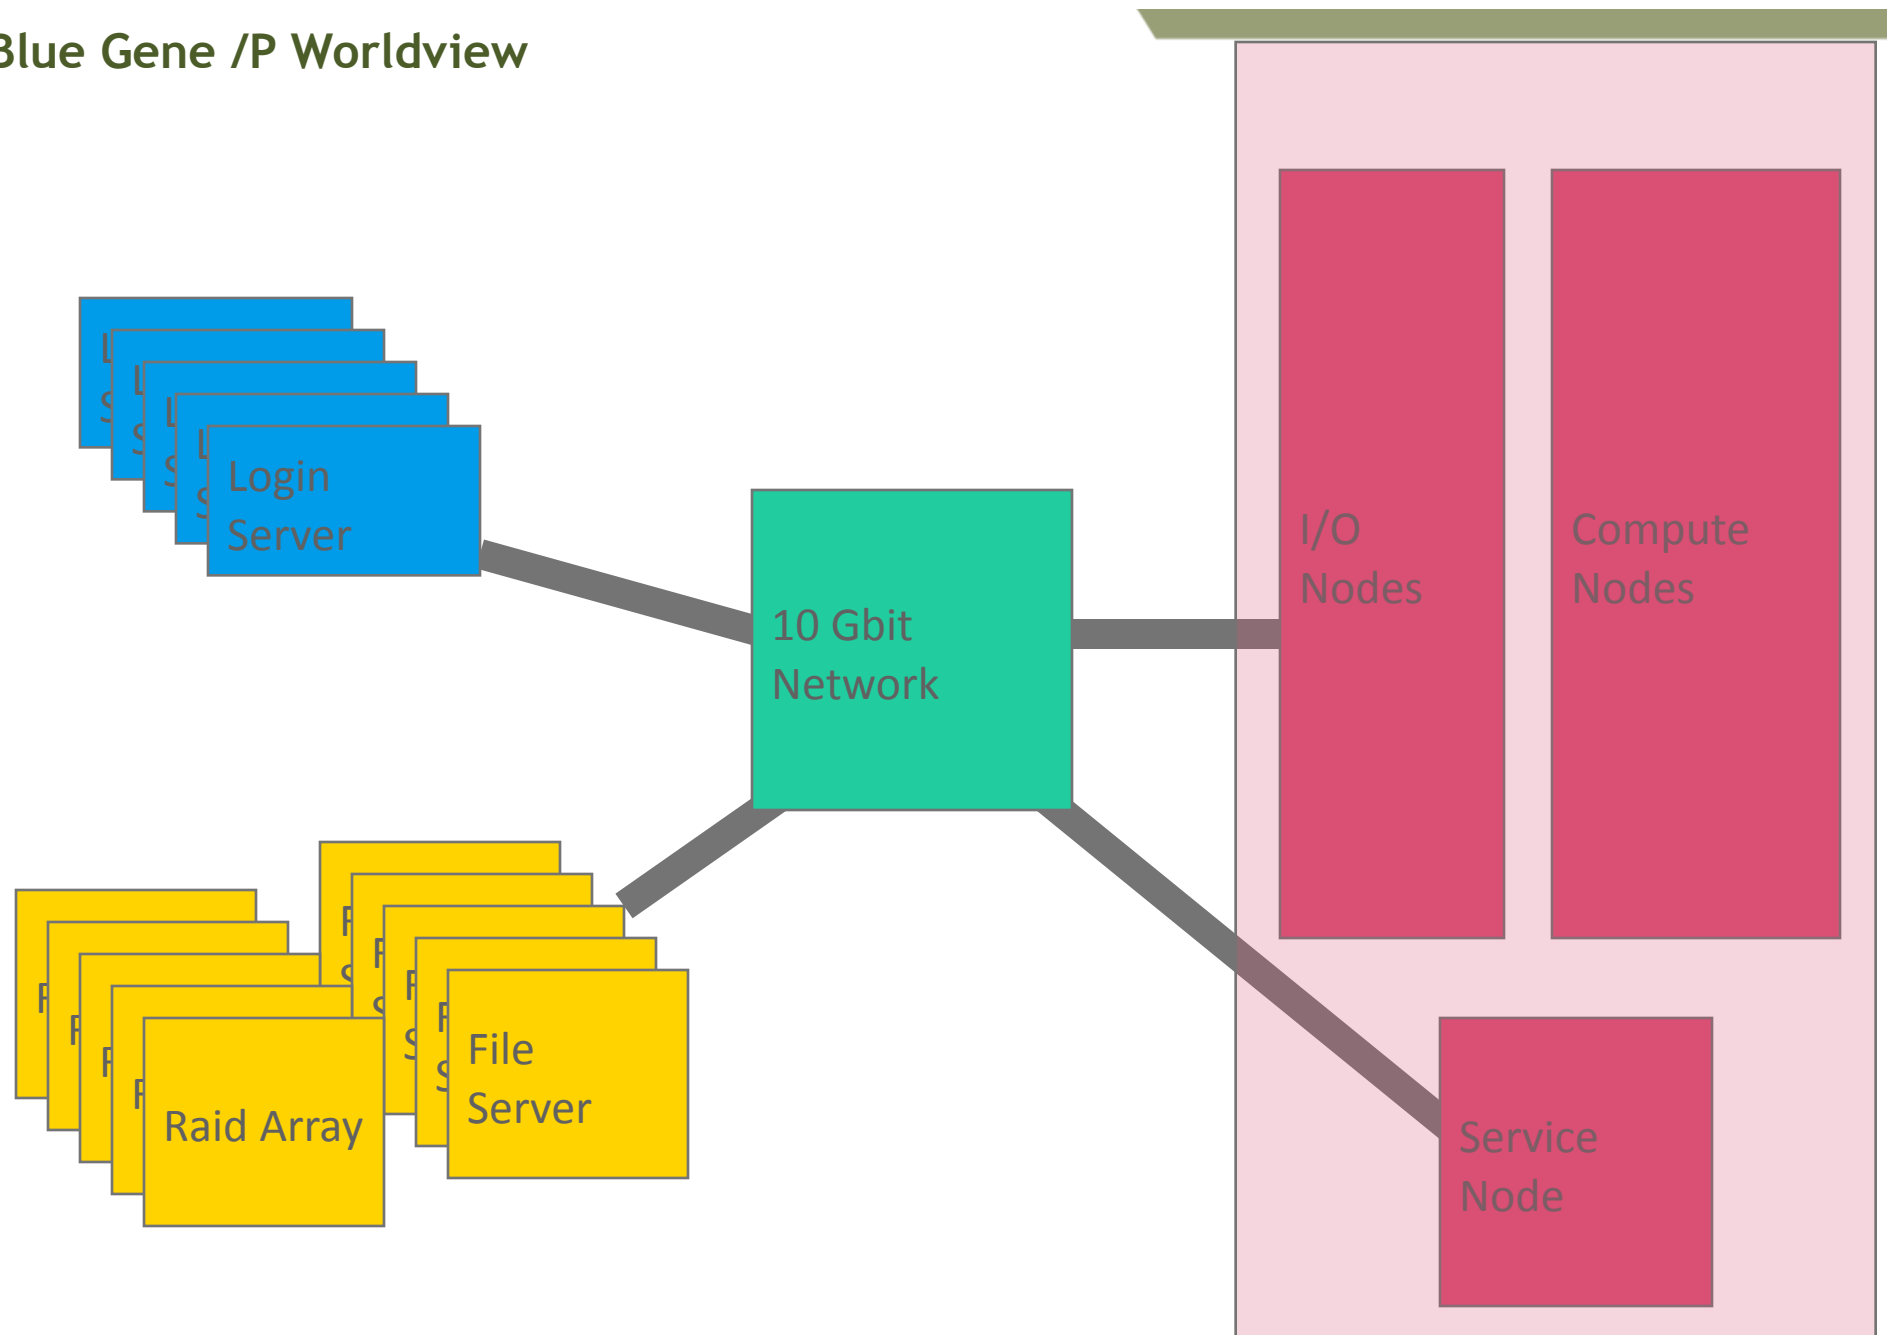 Blue Gene /P Worldview
Login
Server
10 Gbit
Network
I/O
Nodes
Compute
Nodes
Raid Array
File
Server
Service
Node